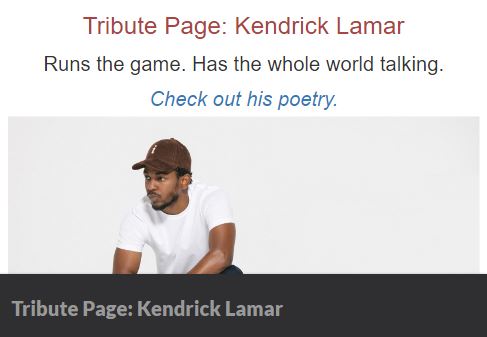 Tribute Page: Kendrick Lamar
Runs the game. Has the whole world talking.
Check out his poetry.
Tribute Page: Kendrick Lamar